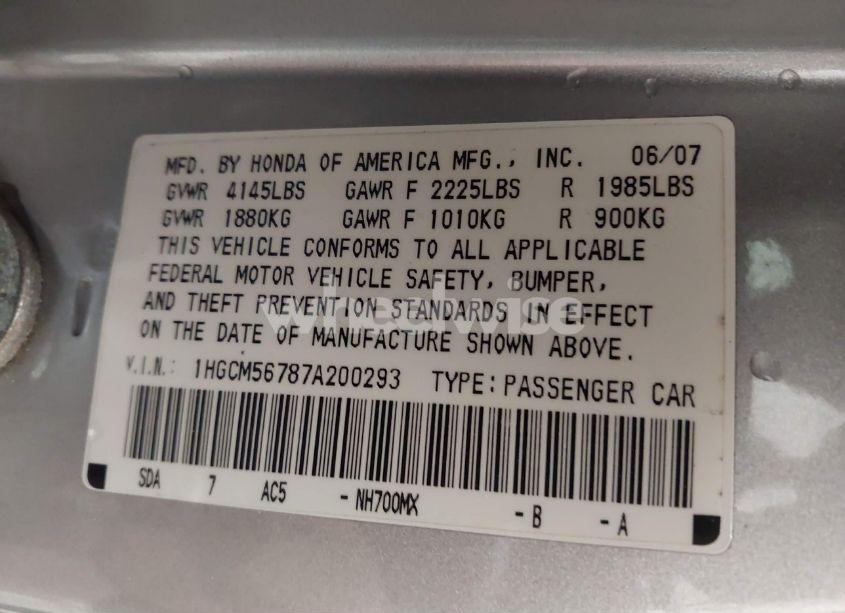 MFD. BY HONDA OF AMERICA MFG., INC. 06/07
GVWR 4145LBS GAWR F 2225LBS R 1985LBS
GVWR 1880KG GAWR F 1010KG R 900KG
THIS VEHICLE CONFORMS TO ALL APPLICABLE
FEDERAL MOTOR VEHICLE SAFETY, BUMPER,
AND THEFT PREVENTION STANDARDS IN EFFECT
wheelwise
ON THE DATE OF MANUFACTURE SHOWN ABOVE.
V.I.N.: 1HGCM56787A200293 TYPE: PASSENGER CAR
SDA 7 AC5 - NH700MX - B - A